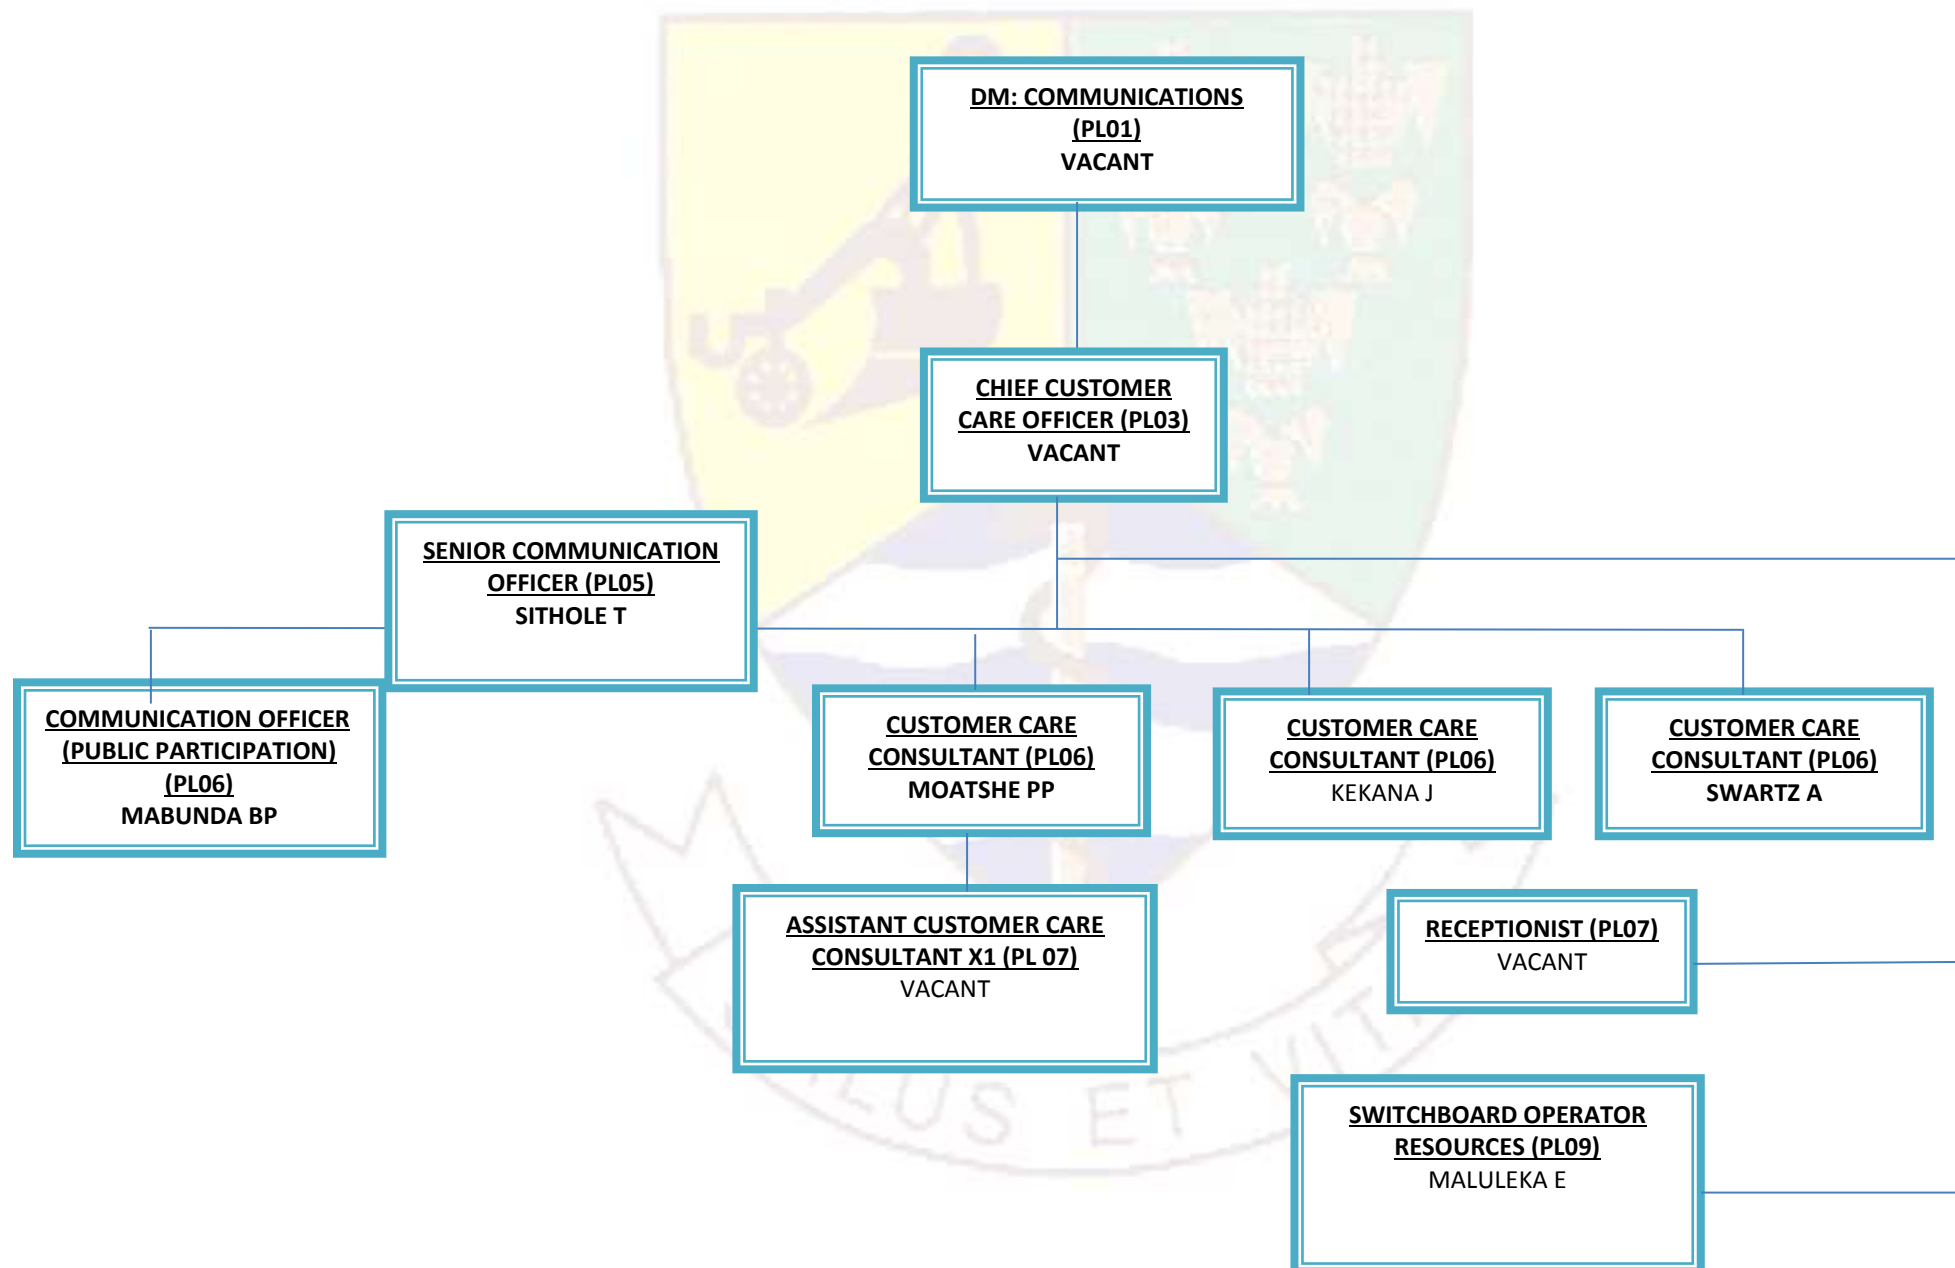 DM: COMMUNICATIONS
(PL01)
VACANT
CHIEF CUSTOMER
CARE OFFICER (PL03)
VACANT
SENIOR COMMUNICATION
OFFICER (PL05)
SITHOLE T
COMMUNICATION OFFICER
(PUBLIC PARTICIPATION)
(PL06)
MABUNDA BP
CUSTOMER CARE
CONSULTANT (PL06)
MOATSHE PP
CUSTOMER CARE
CONSULTANT (PL06)
KEKANA J
CUSTOMER CARE
CONSULTANT (PL06)
SWARTZ A
ASSISTANT CUSTOMER CARE
CONSULTANT X1 (PL 07)
VACANT
RECEPTIONIST (PL07)
VACANT
SWITCHBOARD OPERATOR
RESOURCES (PL09)
MALULEKA E
ET